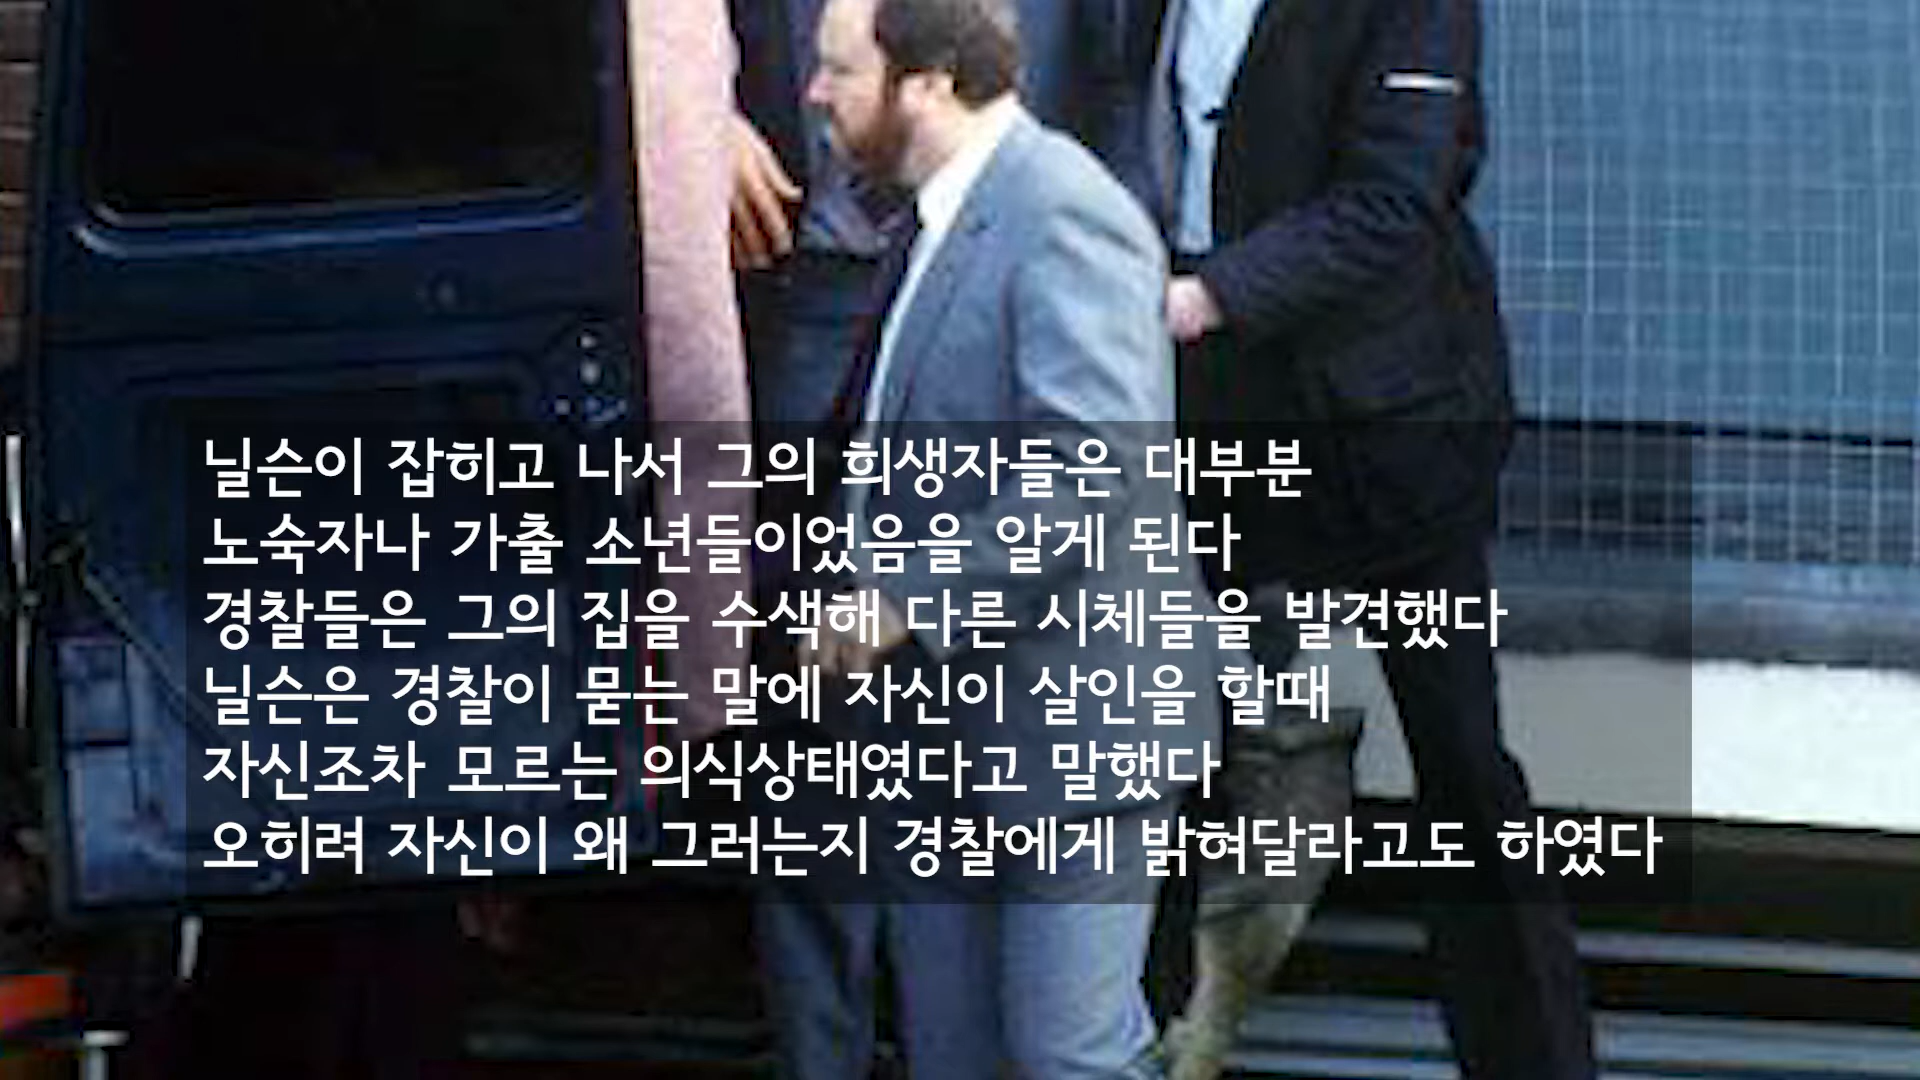 닐슨이 잡히고 나서 그의 희생자들은 대부분
노숙자나 가출 소년들이었음을 알게 된다
경찰들은 그의 집을 수색해 다른 시체들을 발견했다
닐슨은 경찰이 묻는 말에 자신이 살인을 할때
자신조차 모르는 의식상태였다고 말했다
오히려 자신이 왜 그러는지 경찰에게 밝혀달라고도 하였다